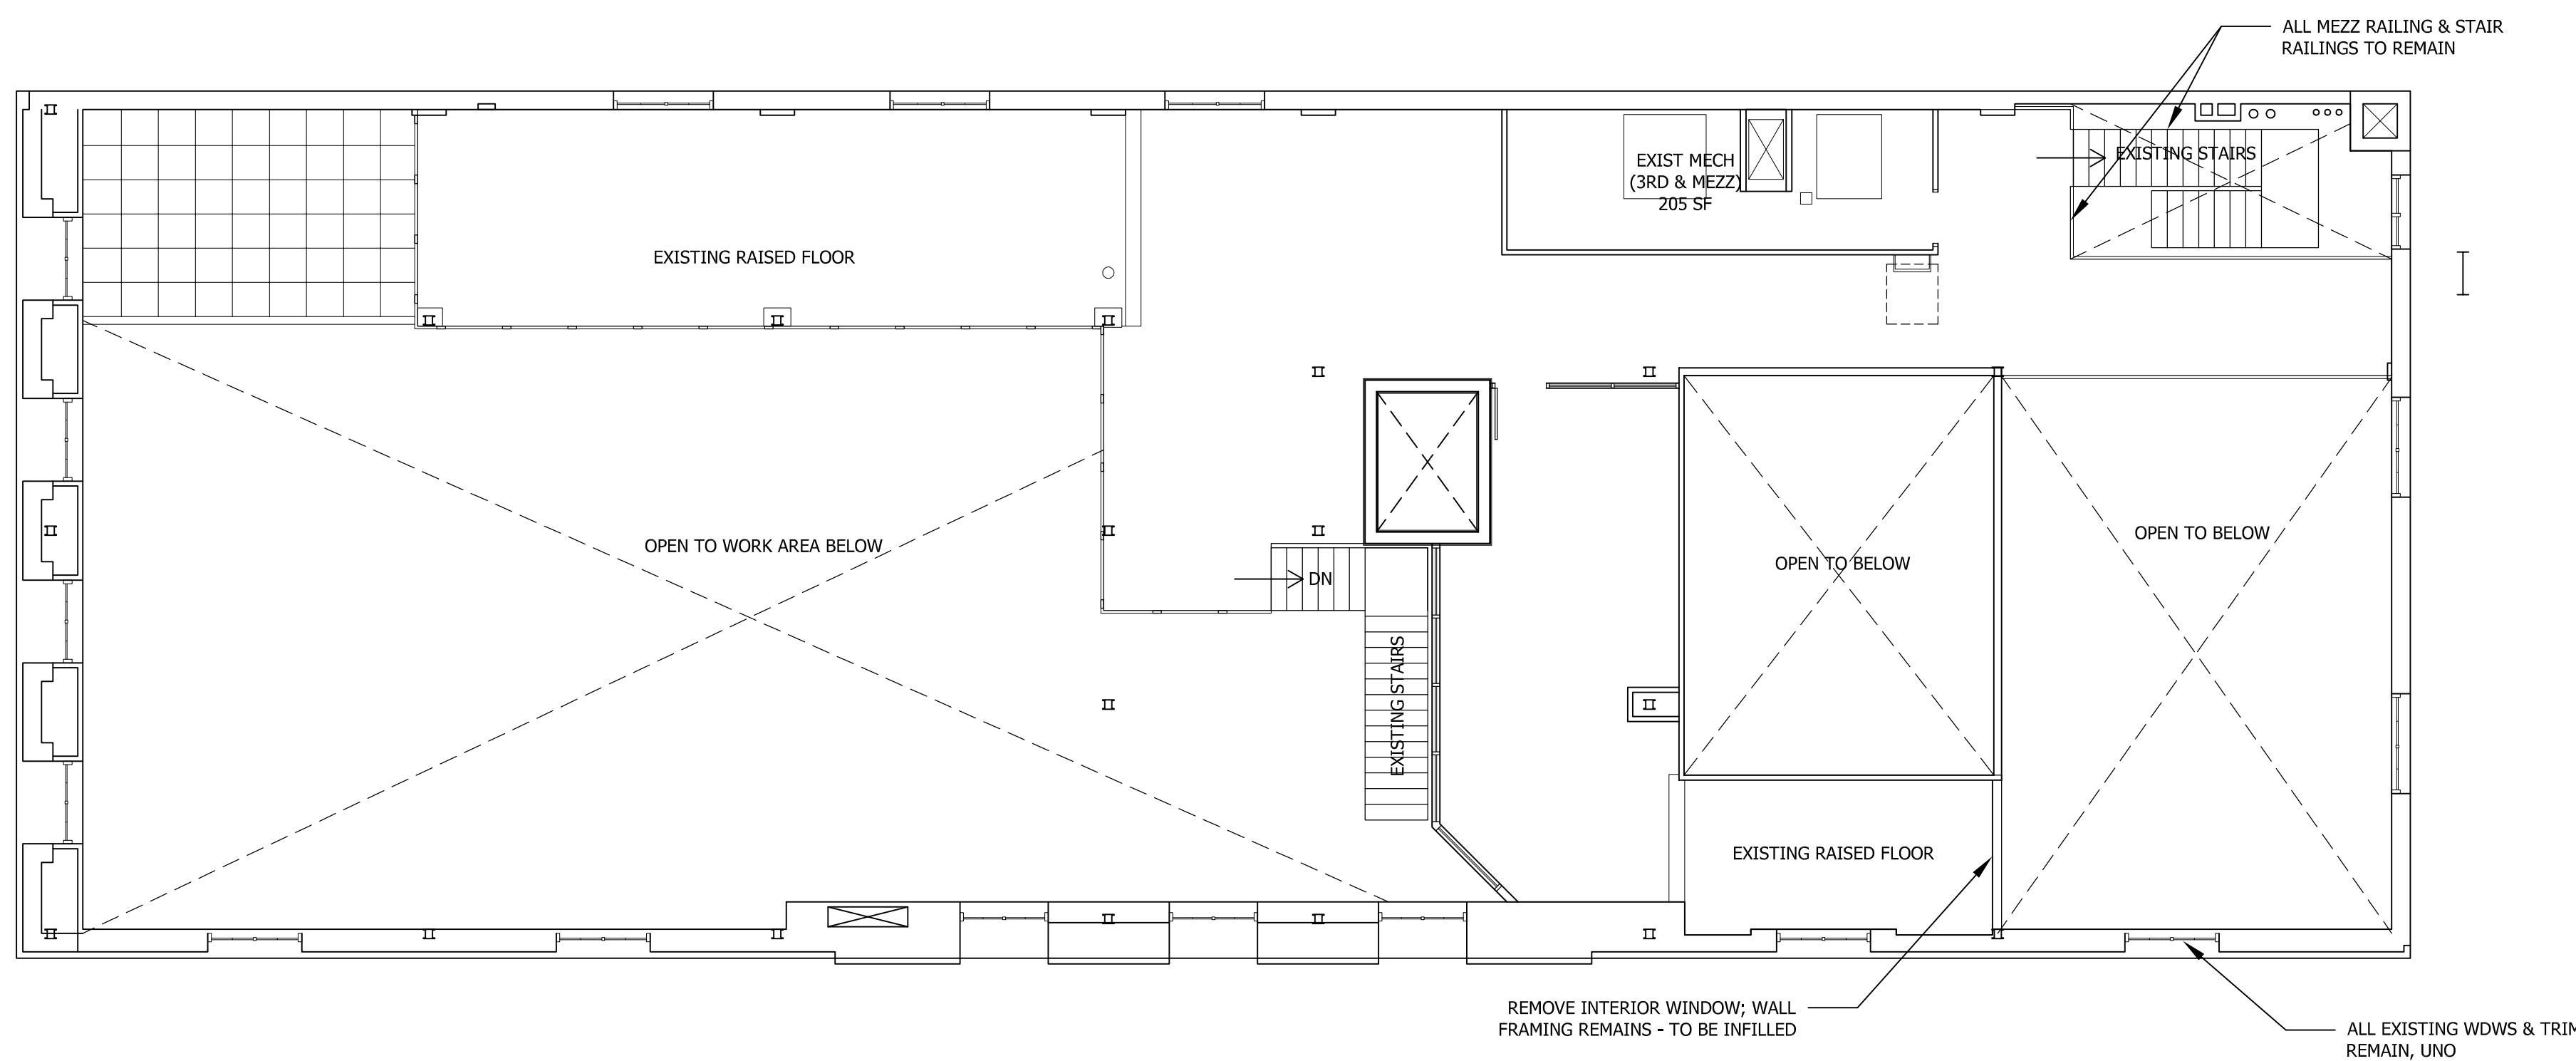 ALL MEZZ RAILING & STAIR
RAILINGS TO REMAIN
EXIST MECH
(3RD & MEZZ)
205 SF
EXISTING STAIRS
EXISTING RAISED FLOOR
OPEN TO WORK AREA BELOW
DN
EXISTING STAIRS
OPEN TO BELOW
OPEN TO BELOW
EXISTING RAISED FLOOR
REMOVE INTERIOR WINDOW; WALL
FRAMING REMAINS - TO BE INFILLED
ALL EXISTING WDWS & TRIM
REMAIN, UNO